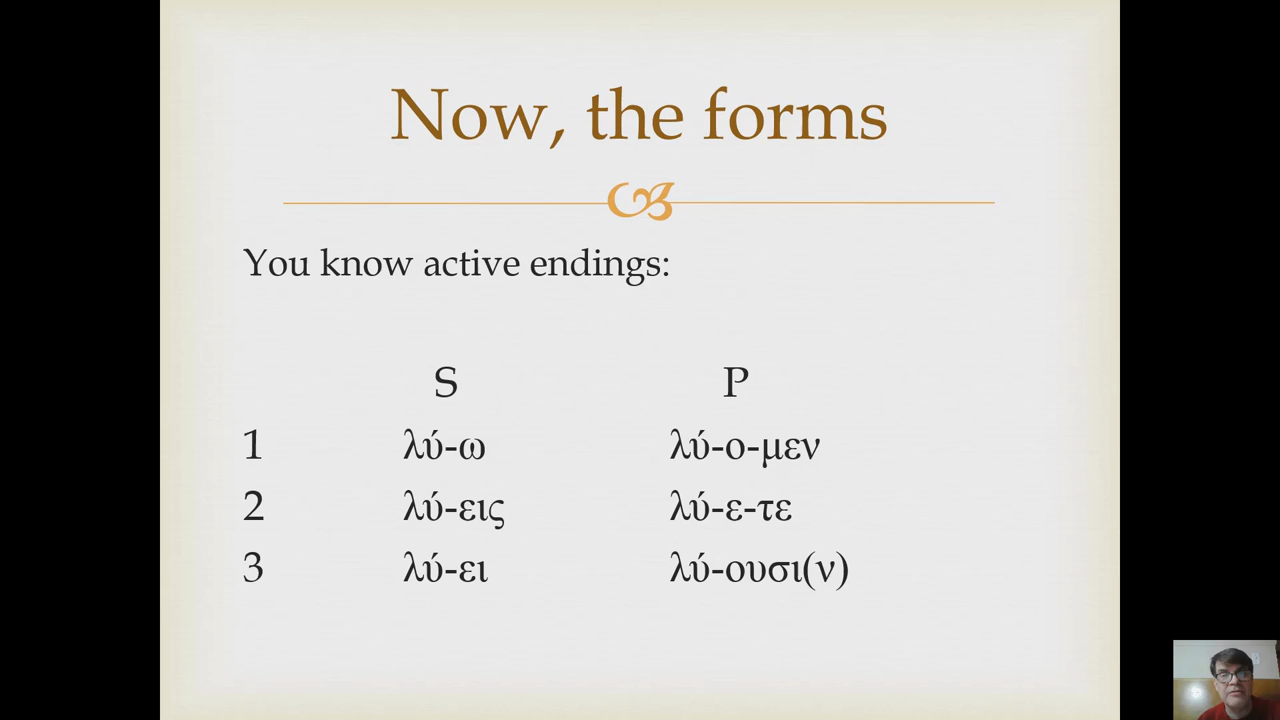 Now, the forms
You know active endings:
S P
1 λύ-ω λύ-ο-μεν
2 λύ-εις λύ-ε-τε
3 λύ-ει λύ-ουσι(ν)